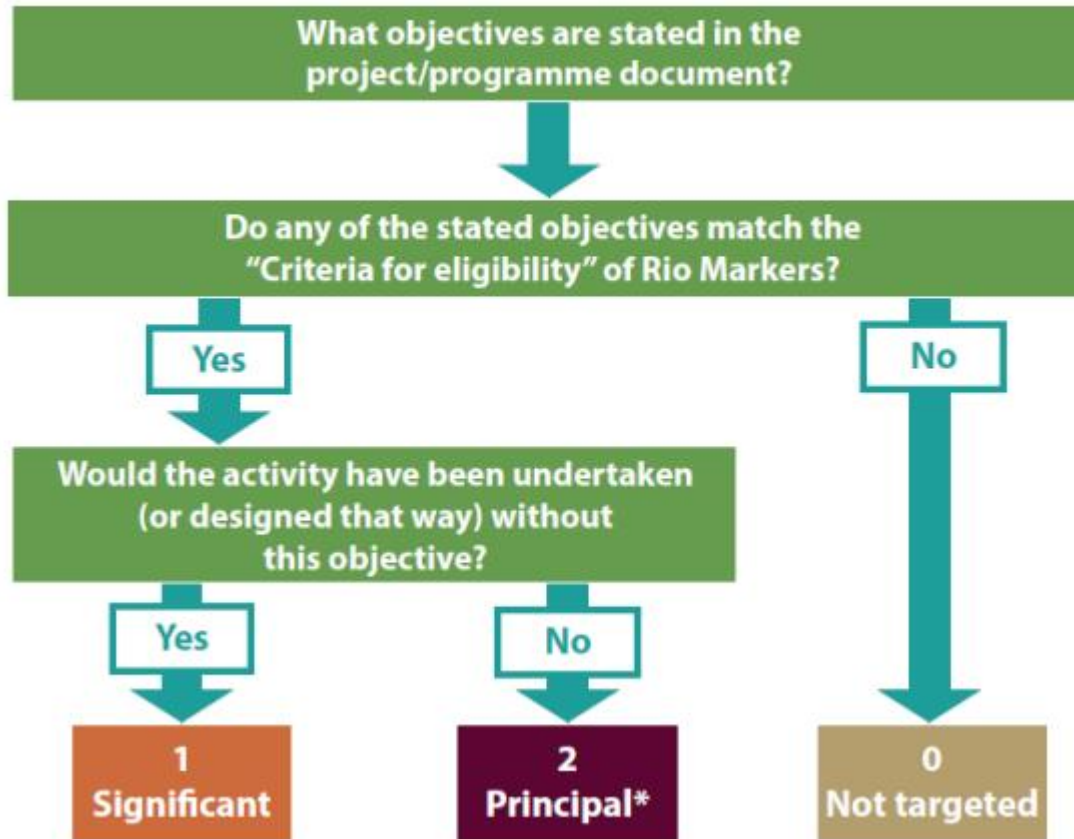 What objectives are stated in the
project/programme document?
Do any of the stated objectives match the
“Criteria for eligibility” of Rio Markers?
Yes
No
Would the activity have been undertaken
(or designed that way) without
this objective?
Yes
No
1
Significant
2
Principal*
0
Not targeted